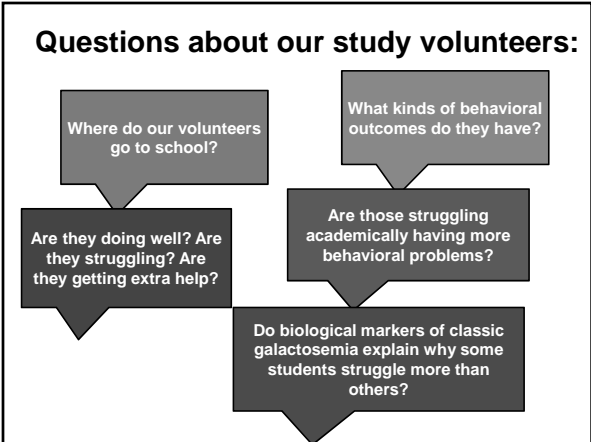 Questions about our study volunteers:
Where do our volunteers
go to school?
Are they doing well? Are
they struggling? Are
they getting extra help?
What kinds of behavioral
outcomes do they have?
Are those struggling
academically having more
behavioral problems?
Do biological markers of classic
galactosemia explain why some
students struggle more than
others?